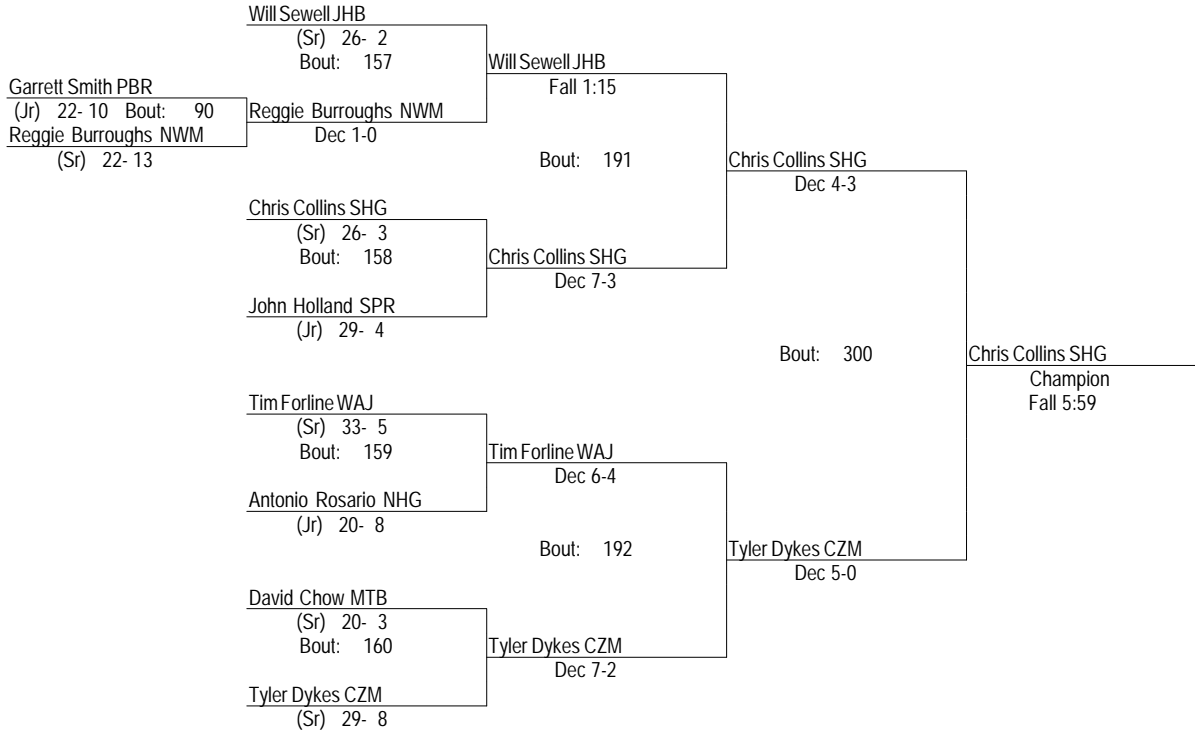 Will Sewell JHB
(Sr) 26- 2
Bout: 157
Will Sewell JHB
Fall 1:15
Garrett Smith PBR
(Jr) 22- 10 Bout: 90
Reggie Burroughs NWM
(Sr) 22- 13
Reggie Burroughs NWM
Dec 1-0
Bout: 191
Chris Collins SHG
Dec 4-3
Chris Collins SHG
(Sr) 26- 3
Bout: 158
Chris Collins SHG
Dec 7-3
John Holland SPR
(Jr) 29- 4
Bout: 300
Chris Collins SHG
Champion
Fall 5:59
Tim Forline WAJ
(Sr) 33- 5
Bout: 159
Tim Forline WAJ
Dec 6-4
Antonio Rosario NHG
(Jr) 20- 8
Bout: 192
Tyler Dykes CZM
Dec 5-0
David Chow MTB
(Sr) 20- 3
Bout: 160
Tyler Dykes CZM
Dec 7-2
Tyler Dykes CZM
(Sr) 29- 8